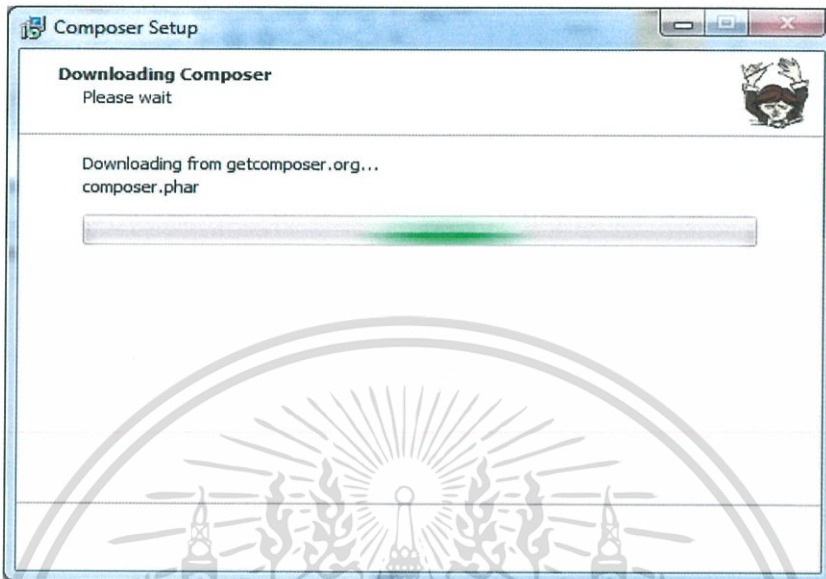 Composer Setup
Downloading Composer
Please wait
Downloading from getcomposer.org...
composer.phar